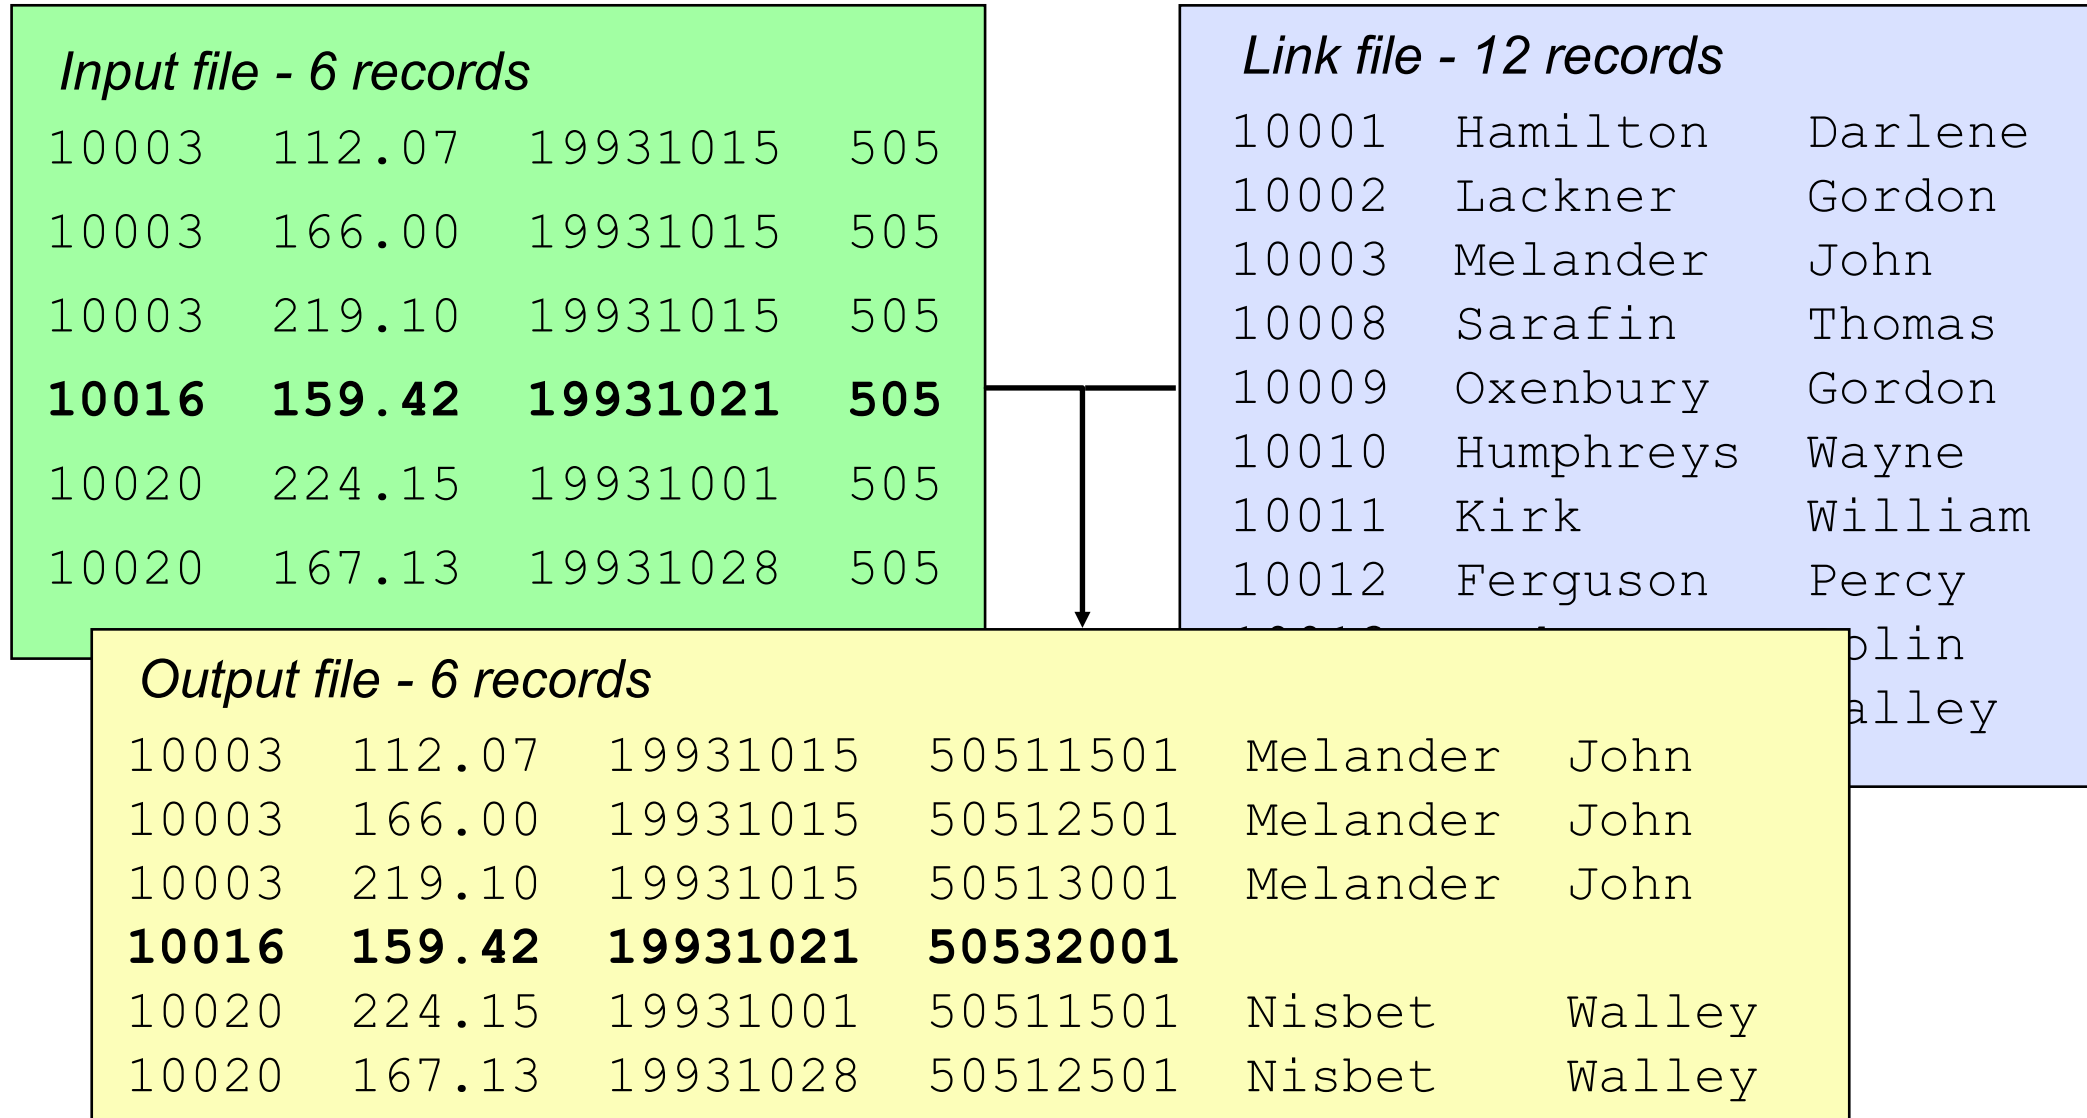 Input file - 6 records
10003 112.07 19931015 505
10003 166.00 19931015 505
10003 219.10 19931015 505
10016 159.42 19931021 505
10020 224.15 19931001 505
10020 167.13 19931028 505
Link file - 12 records
10001 Hamilton Darlene
10002 Lackner Gordon
10003 Melander John
10008 Sarafin Thomas
10009 Oxenbury Gordon
10010 Humphreys Wayne
10011 Kirk William
10012 Ferguson Percy
olin
alley
Output file - 6 records
10003 112.07 19931015 50511501 Melander John
10003 166.00 19931015 50512501 Melander John
10003 219.10 19931015 50513001 Melander John
10016 159.42 19931021 50532001
10020 224.15 19931001 50511501 Nisbet Walley
10020 167.13 19931028 50512501 Nisbet Walley